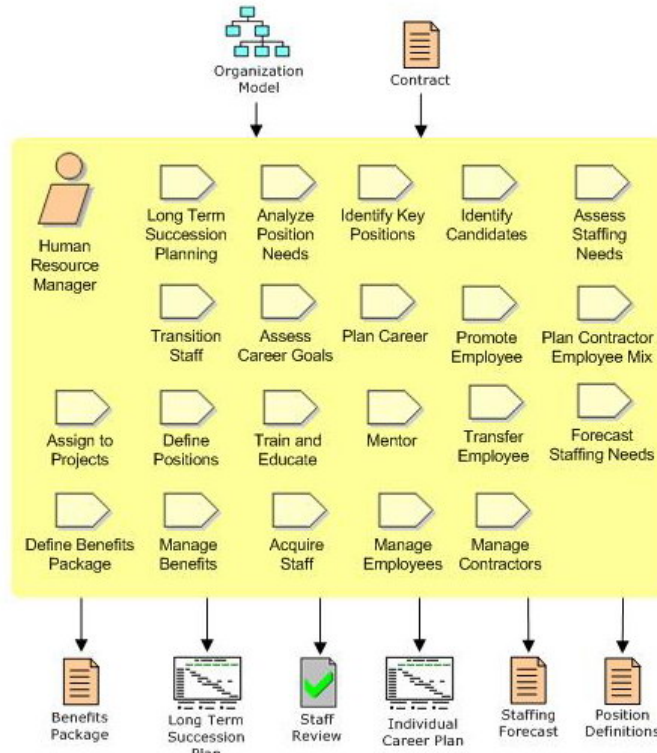 Organization
Model
Contract
Human
Resource
Manager
Long Term
Succession
Planning
Analyze
Position
Needs
Identify Key
Positions
Identify
Candidates
Assess
Staffing
Needs
Transition
Staff
Assess
Career Goals
Plan Career
Promote
Employee
Plan Contractor
Employee Mix
Assign to
Projects
Define
Positions
Train and
Educate
Mentor
Transfer
Employee
Forecast
Staffing Needs
Define Benefits
Package
Manage
Benefits
Acquire
Staff
Manage
Employees
Manage
Contractors
Benefits
Package
Long Term
Succession
Plan
Staff
Review
Individual
Career Plan
Staffing
Forecast
Position
Definitions